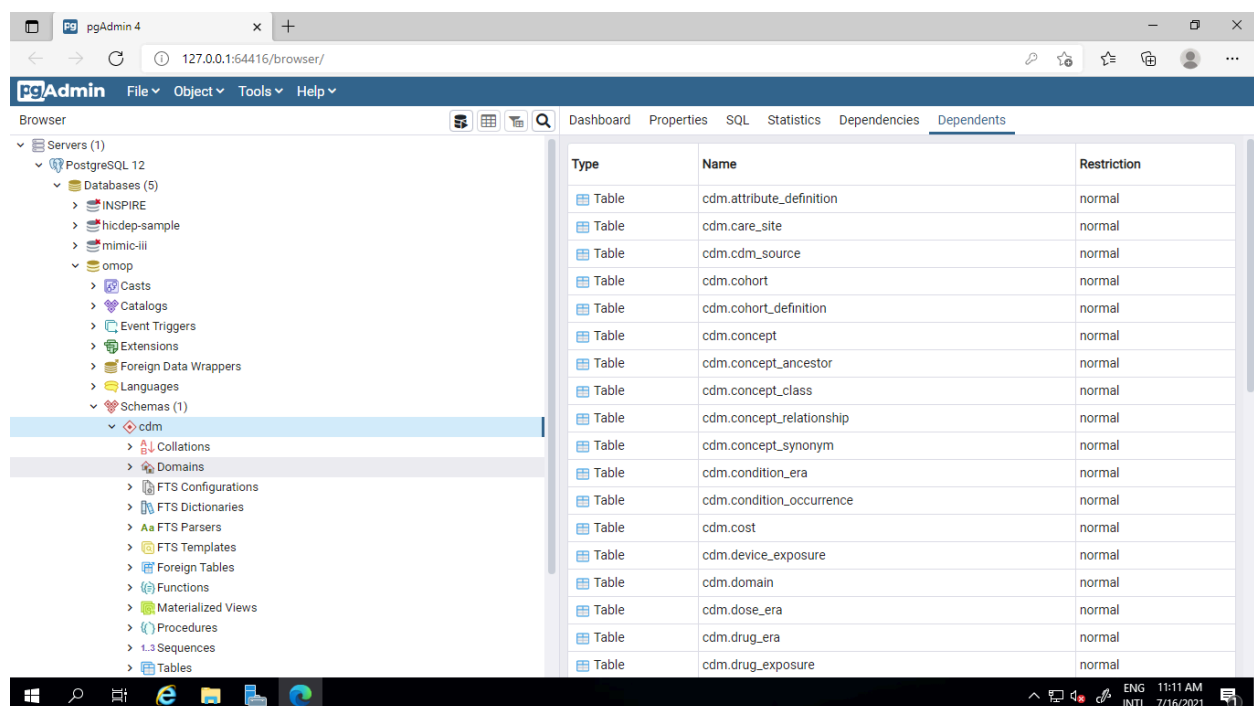 pgAdmin 4
127.0.0.1:64416/browser/
pgAdmin File Object Tools Help
Browser
Servers (1)
PostgreSQL 12
Databases (5)
INSPIRE
hicdep-sample
mimic-iii
omop
Casts
Catalogs
Event Triggers
Extensions
Foreign Data Wrappers
Languages
Schemas (1)
cdm
Collations
Domains
FTS Configurations
FTS Dictionaries
FTS Parsers
FTS Templates
Foreign Tables
Functions
Materialized Views
Procedures
1..3 Sequences
Tables
Dashboard Properties SQL Statistics Dependencies Dependents
Type Name Restriction
Table cdm.attribute_definition normal
Table cdm.care_site normal
Table cdm.cdm_source normal
Table cdm.cohort normal
Table cdm.cohort_definition normal
Table cdm.concept normal
Table cdm.concept_ancestor normal
Table cdm.concept_class normal
Table cdm.concept_relationship normal
Table cdm.concept_synonym normal
Table cdm.condition_era normal
Table cdm.condition_occurrence normal
Table cdm.cost normal
Table cdm.device_exposure normal
Table cdm.domain normal
Table cdm.dose_era normal
Table cdm.drug_era normal
Table cdm.drug_exposure normal
ENG 11:11 AM
INTL 7/16/2021